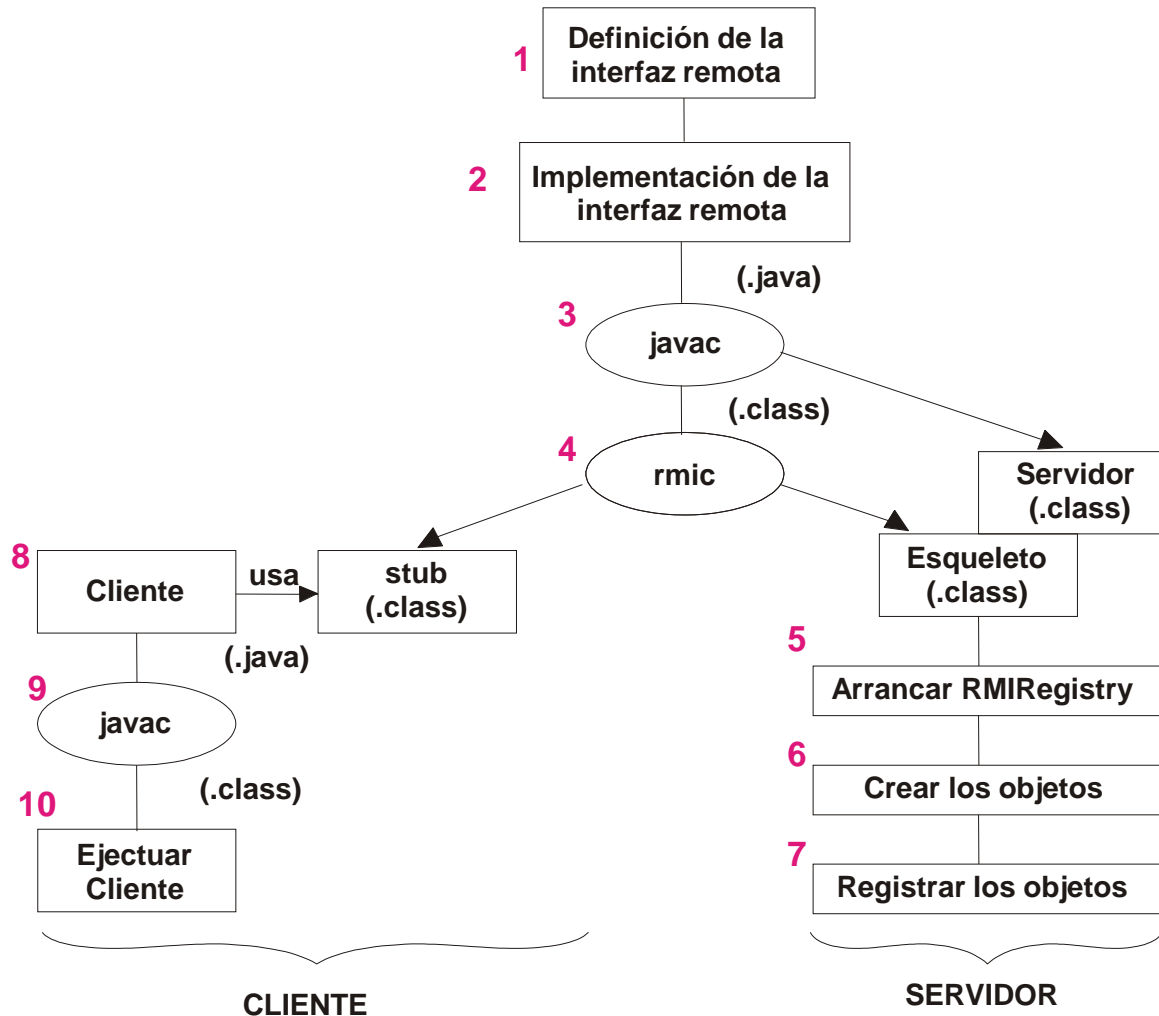 1
Definición de la
interfaz remota
2
Implementación de la
interfaz remota
(.java)
3
javac
(.class)
4
rmic
Servidor
(.class)
8
Cliente
usa
stub
(.class)
Esqueleto
(.class)
(.java)
5
Arrancar RMIRegistry
9
javac
6
Crear los objetos
(.class)
10
Ejectuar
Cliente
7
Registrar los objetos
CLIENTE
SERVIDOR